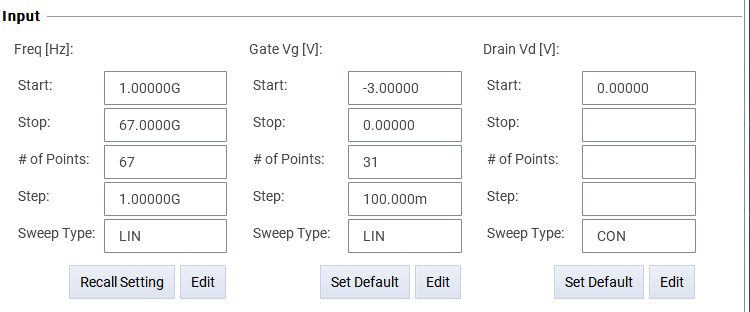 Input
Freq [Hz]: Gate Vg [V]: Drain Vd [V]:
Start: 1.00000G Start: -3.00000 Start: 0.00000
Stop: 67.0000G Stop: 0.00000 Stop:
# of Points: 67 # of Points: 31 # of Points:
Step: 1.00000G Step: 100.000m Step:
Sweep Type: LIN Sweep Type: LIN Sweep Type: CON
Recall Setting Edit Set Default Edit Set Default Edit